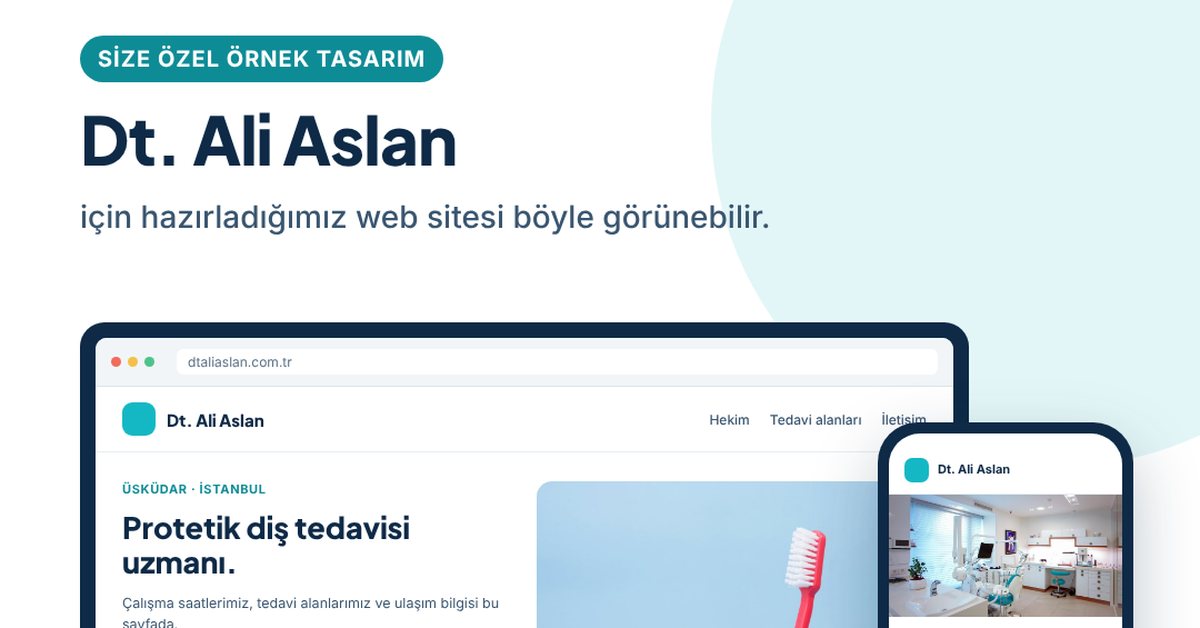 SİZE ÖZEL ÖRNEK TASARIM
Dt. Ali Aslan
için hazırladığımız web sitesi böyle görünebilir.
dtaliaslan.com.tr
Dt. Ali Aslan
Hekim Tedavi alanları İletişim
Dt. Ali Aslan
ÜSKÜDAR · İSTANBUL
Protetik diş tedavisi
uzmanı.
Çalışma saatlerimiz, tedavi alanlarımız ve ulaşım bilgisi bu
sayfada.